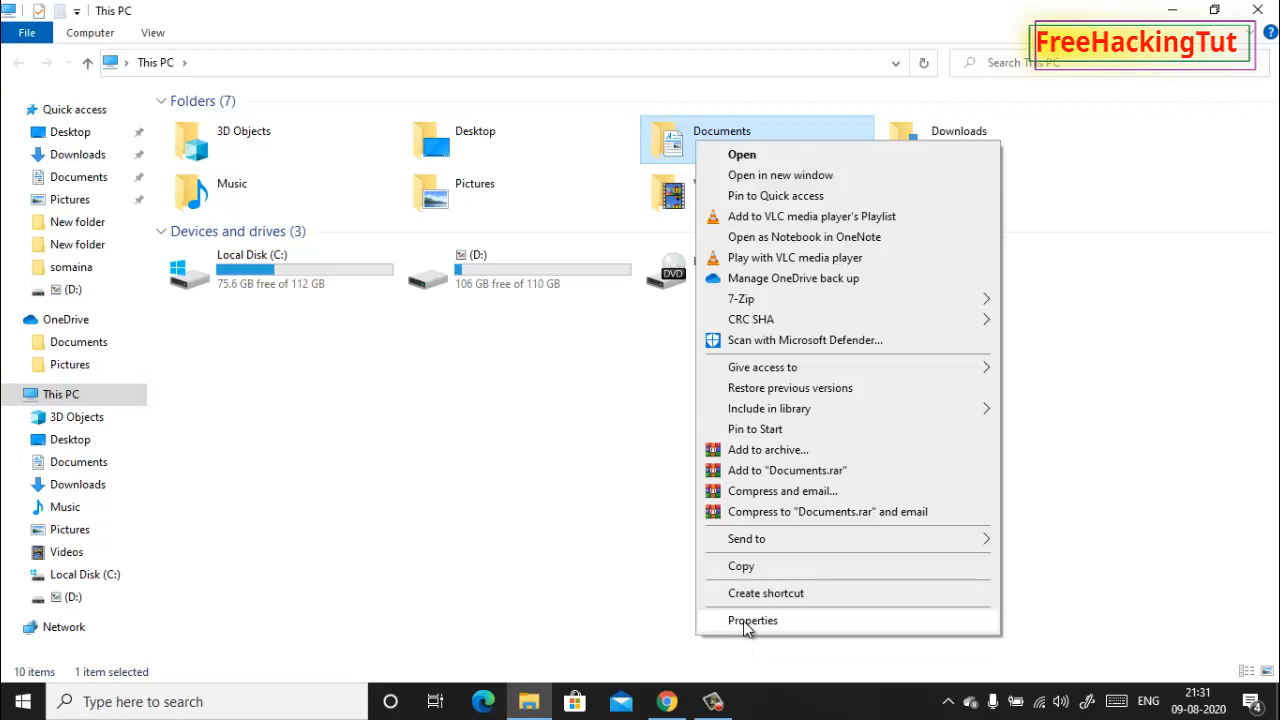 This PC
File
Computer
View
FreeHackingTut
This PC
Search This PC
Quick access
Desktop
Downloads
Documents
Pictures
New folder
New folder
somaina
(D:)
OneDrive
Documents
Pictures
This PC
3D Objects
Desktop
Documents
Downloads
Music
Pictures
Videos
Local Disk (C:)
(D:)
Network
Folders (7)
3D Objects
Desktop
Documents
Downloads
Music
Pictures
Devices and drives (3)
Local Disk (C:)
75.6 GB free of 112 GB
(D:)
106 GB free of 110 GB
DVD
Open
Open in new window
Pin to Quick access
Add to VLC media player's Playlist
Open as Notebook in OneNote
Play with VLC media player
Manage OneDrive back up
7-Zip
CRC SHA
Scan with Microsoft Defender...
Give access to
Restore previous versions
Include in library
Pin to Start
Add to archive...
Add to "Documents.rar"
Compress and email...
Compress to "Documents.rar" and email
Send to
Copy
Create shortcut
Properties
10 items
1 item selected
Type here to search
ENG
21:31
09-08-2020
4